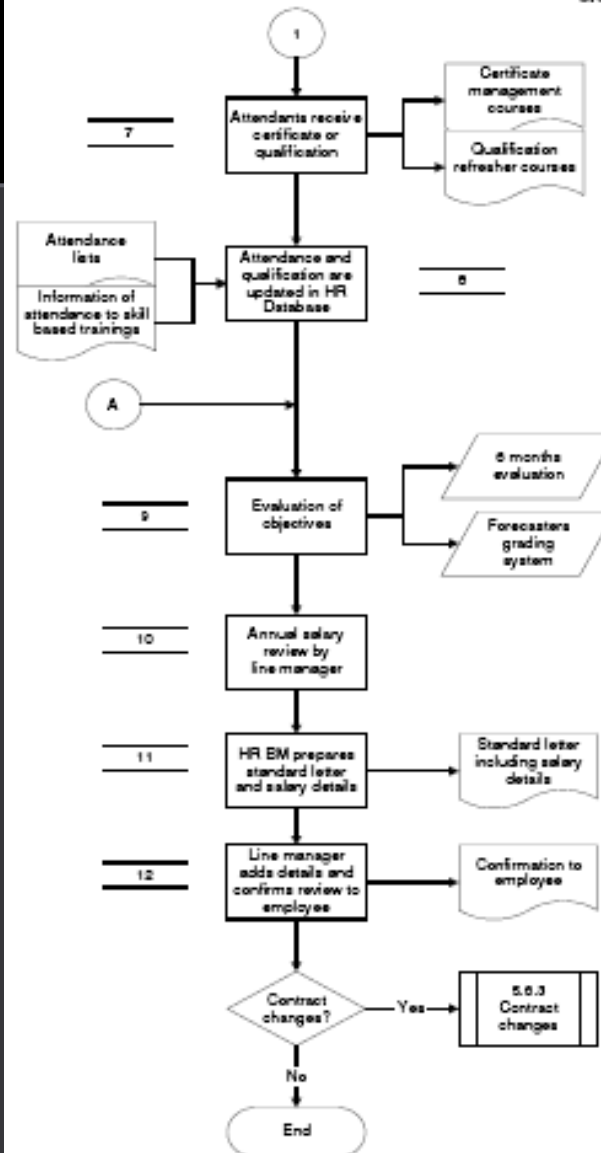 1
Attendants receive
certificate or
qualification
7
Certificate
management
courses
Qualification
refresher courses
Attendance
lists
Information of
attendance to skill
based trainings
Attendance and
qualification are
updated in HR
Database
A
Evaluation of
objectives
9
6 months
evaluation
Forecasters
grading
system
10
Annual salary
review by
line manager
11
HR BM prepares
standard letter
and salary details
Standard letter
including salary
details
12
Line manager
adds details and
confirms review to
employee
Confirmation to
employee
Contract
changes?
Yes
5.6.3
Contract
changes
No
End